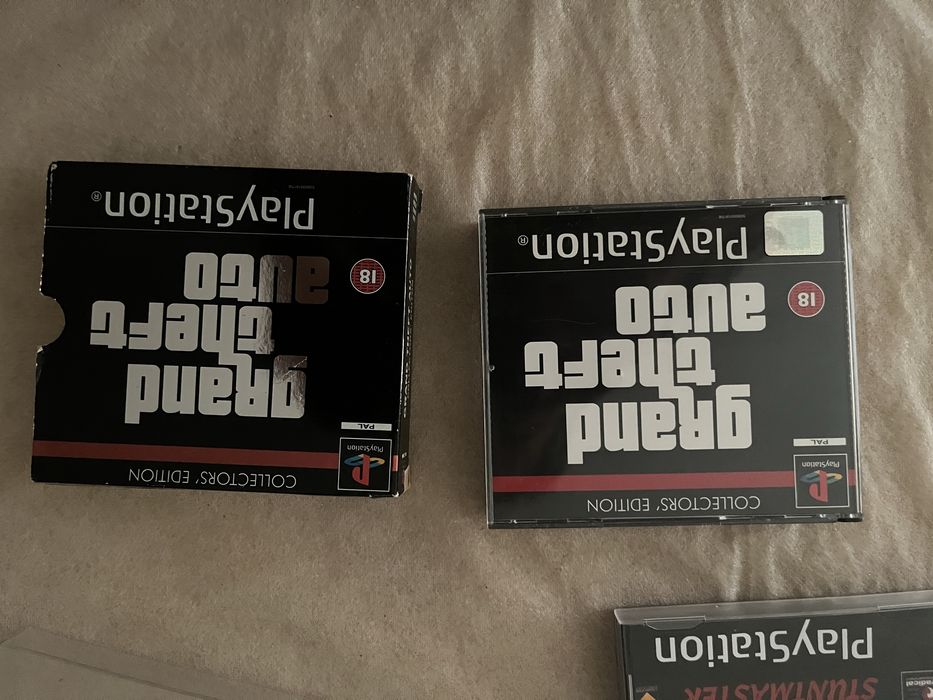 COLLECTORS' EDITION
PlayStation
PAL
grand
theft
auto
18
PlayStation®
COLLECTORS' EDITION
PlayStation
PAL
grand
theft
auto
18
PlayStation®
PlayStation
STUNTMASTER